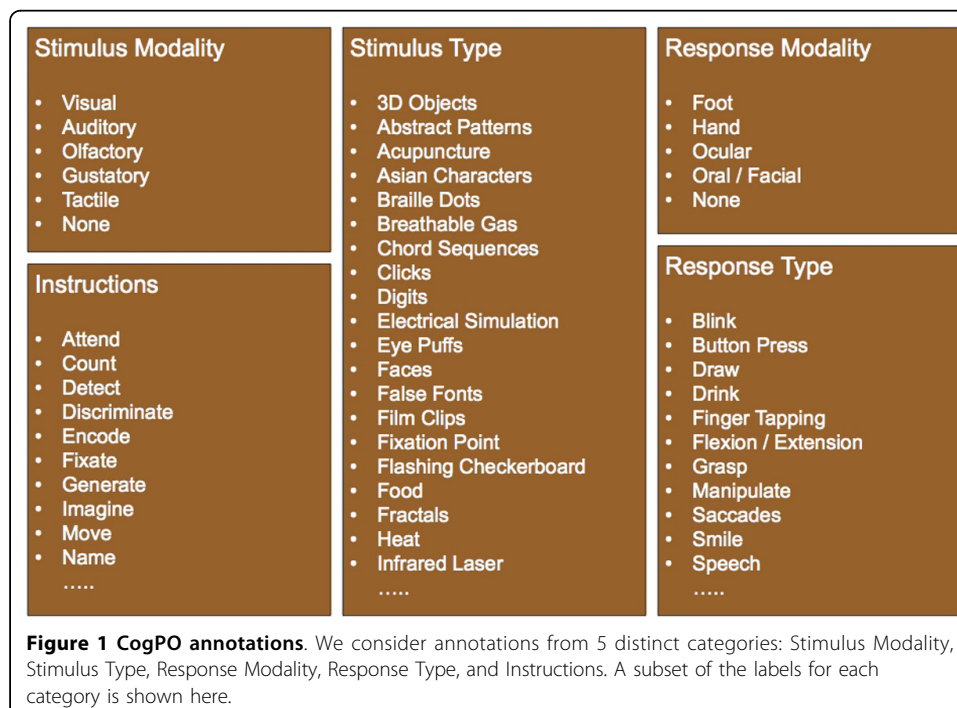 Stimulus Modality
• Visual
• Auditory
• Olfactory
• Gustatory
• Tactile
• None
Instructions
• Attend
• Count
• Detect
• Discriminate
• Encode
• Fixate
• Generate
• Imagine
• Move
• Name
.....
Stimulus Type
• 3D Objects
• Abstract Patterns
• Acupuncture
• Asian Characters
• Braille Dots
• Breathable Gas
• Chord Sequences
• Clicks
• Digits
• Electrical Simulation
• Eye Puffs
• Faces
• False Fonts
• Film Clips
• Fixation Point
• Flashing Checkerboard
• Food
• Fractals
• Heat
• Infrared Laser
.....
Response Modality
• Foot
• Hand
• Ocular
• Oral / Facial
• None
Response Type
• Blink
• Button Press
• Draw
• Drink
• Finger Tapping
• Flexion / Extension
• Grasp
• Manipulate
• Saccades
• Smile
• Speech
.....
Figure 1 CogPO annotations. We consider annotations from 5 distinct categories: Stimulus Modality,
Stimulus Type, Response Modality, Response Type, and Instructions. A subset of the labels for each
category is shown here.